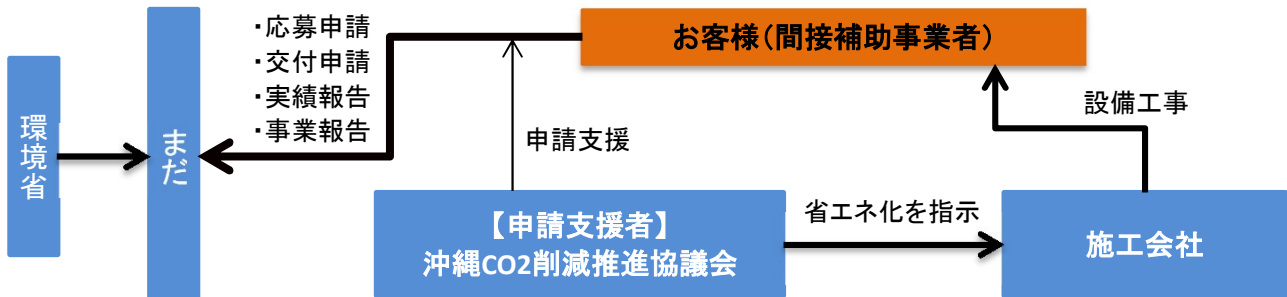 環境省
まだ
・応募申請
・交付申請
・実績報告
・事業報告
お客様(間接補助事業者)
申請支援
設備工事
【申請支援者】
沖縄CO2削減推進協議会
省エネ化を指示
施工会社